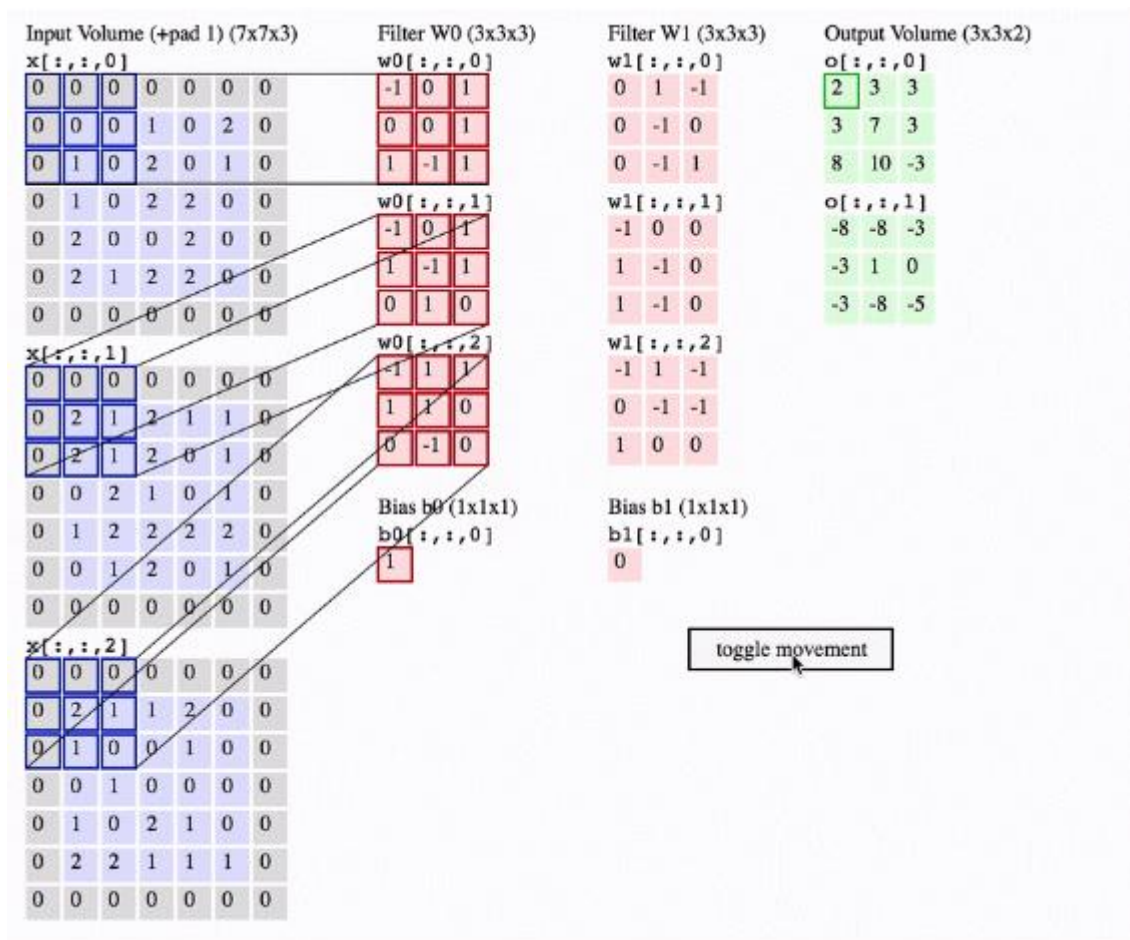 Input Volume (+pad 1) (7x7x3)
x[:,:,0]
0 0 0 0 0 0 0
0 0 0 1 0 2 0
0 1 0 2 0 1 0
0 1 0 2 2 0 0
0 2 0 0 2 0 0
0 2 1 2 2 0 0
0 0 0 0 0 0 0
x[:,:,1]
0 0 0 0 0 0 0
0 2 1 2 1 1 0
0 2 1 2 0 1 0
0 0 2 1 0 1 0
0 1 2 2 2 2 0
0 0 1 2 0 1 0
0 0 0 0 0 0 0
x[:,:,2]
0 0 0 0 0 0 0
0 2 1 1 2 0 0
0 1 0 0 1 0 0
0 0 1 0 0 0 0
0 1 0 2 1 0 0
0 2 2 1 1 1 0
0 0 0 0 0 0 0
Filter W0 (3x3x3)
w0[:,:,0]
-1 0 1
0 0 1
1 -1 1
w0[:,:,1]
-1 0 1
1 -1 1
0 1 0
w0[:,:,2]
-1 1 1
1 1 0
0 -1 0
Bias b0 (1x1x1)
b0[:,:,0]
1
Filter W1 (3x3x3)
w1[:,:,0]
0 1 -1
0 -1 0
0 -1 1
w1[:,:,1]
-1 0 0
1 -1 0
1 -1 0
w1[:,:,2]
-1 1 -1
0 -1 -1
1 0 0
Bias b1 (1x1x1)
b1[:,:,0]
0
Output Volume (3x3x2)
o[:,:,0]
2 3 3
3 7 3
8 10 -3
o[:,:,1]
-8 -8 -3
-3 1 0
-3 -8 -5
toggle movement